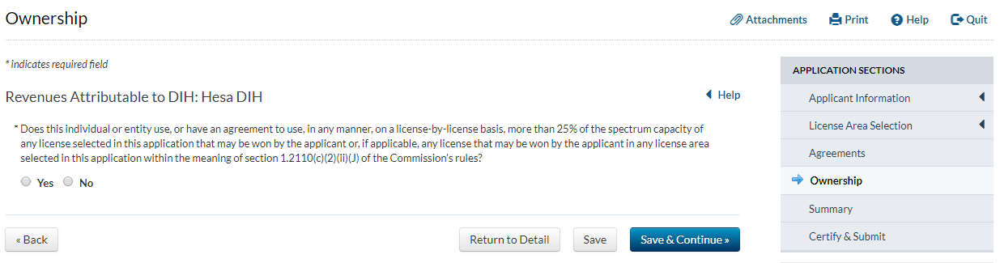 Ownership
Attachments Print Help Quit
* indicates required field
Revenues Attributable to DIH: Hesa DIH
Help
* Does this individual or entity use, or have an agreement to use, in any manner, on a license-by-license basis, more than 25% of the spectrum capacity of
any license selected in this application that may be won by the applicant or, if applicable, any license that may be won by the applicant in any license area
selected in this application within the meaning of section 1.2110(c)(2)(ii)(J) of the Commission's rules?
Yes No
« Back Return to Detail Save Save & Continue »
APPLICATION SECTIONS
Applicant Information
License Area Selection
Agreements
Ownership
Summary
Certify & Submit